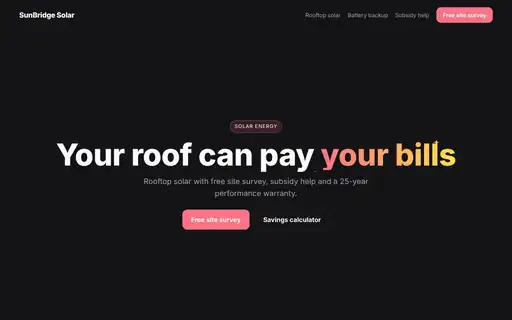 SunBridge Solar
Rooftop solar Battery backup Subsidy help Free site survey
SOLAR ENERGY
Your roof can pay your bills
Rooftop solar with free site survey, subsidy help and a 25-year
performance warranty.
Free site survey Savings calculator